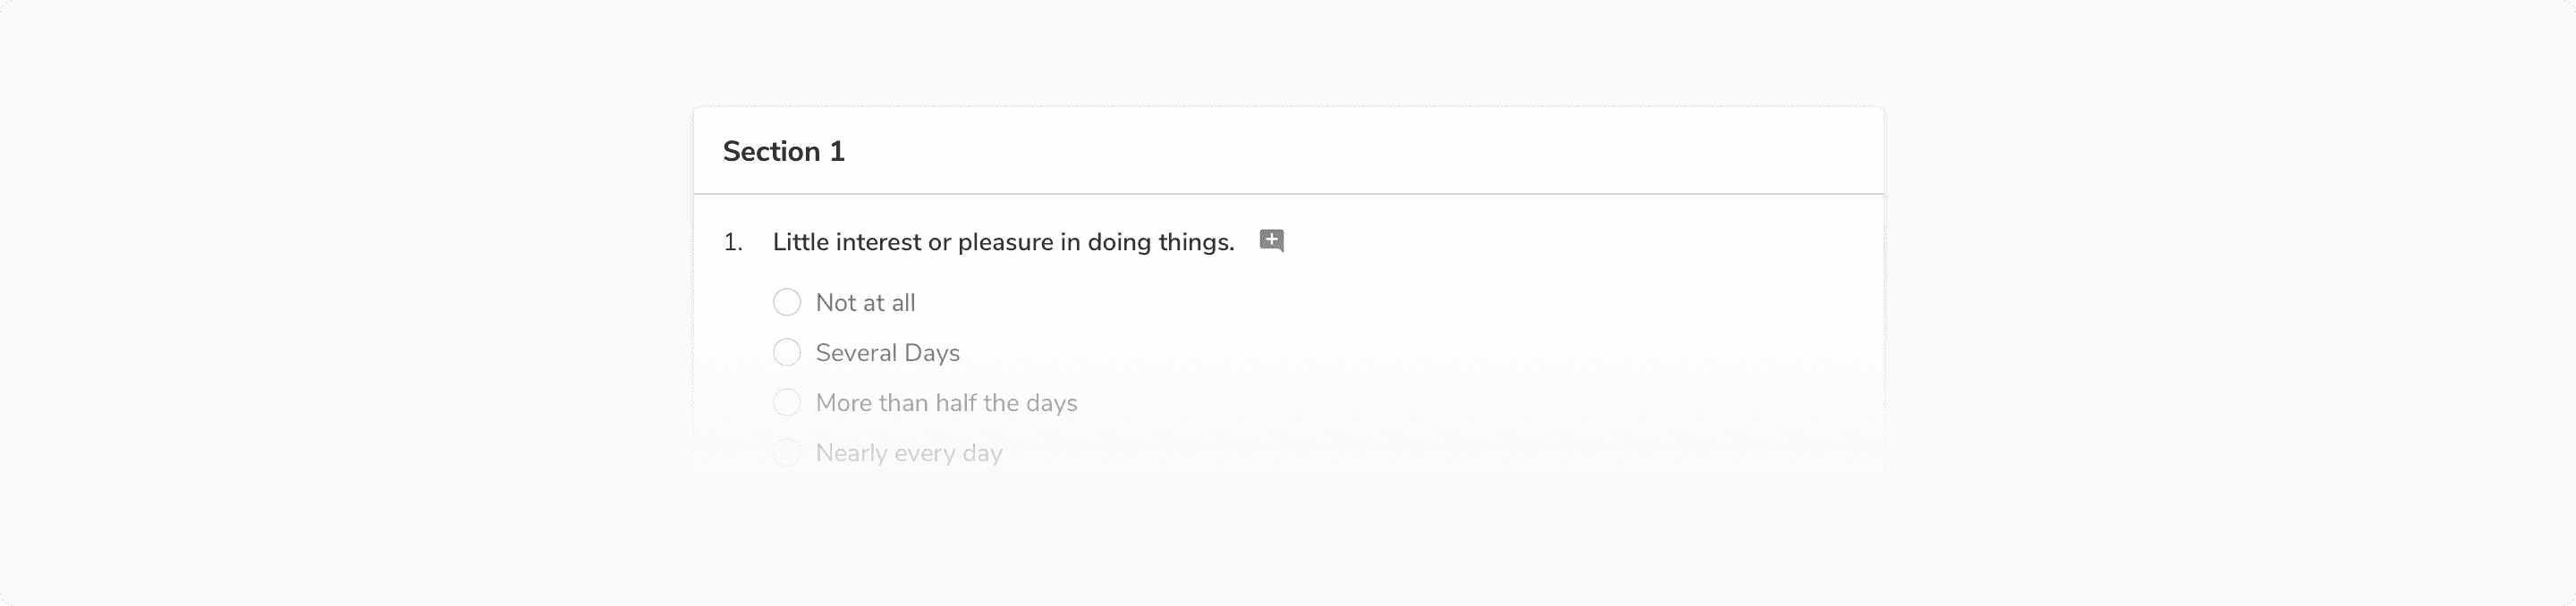 Section 1
1. Little interest or pleasure in doing things.
Not at all
Several Days
More than half the days
Nearly every day